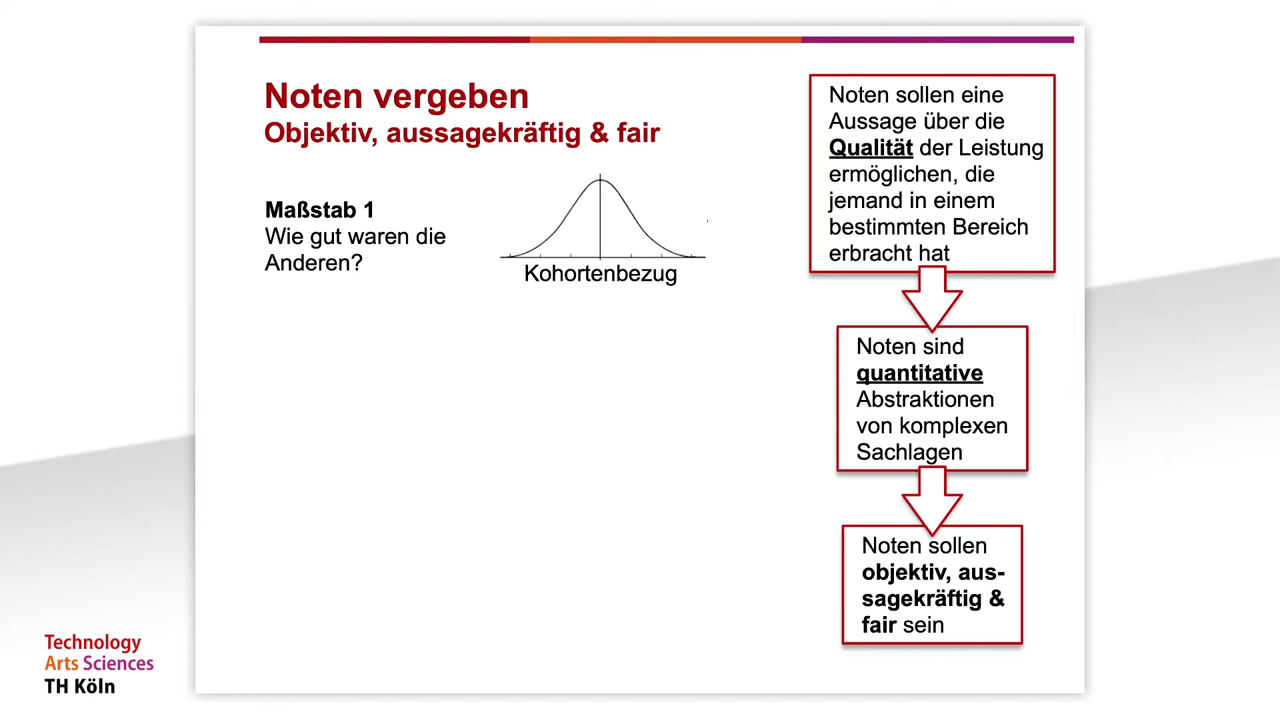 Noten vergeben
Objektiv, aussagekräftig & fair
Maßstab 1
Wie gut waren die
Anderen?
Kohortenbezug
Noten sollen eine
Aussage über die
Qualität der Leistung
ermöglichen, die
jemand in einem
bestimmten Bereich
erbracht hat
Noten sind
quantitative
Abstraktionen
von komplexen
Sachlagen
Noten sollen
objektiv, aus-
sagekräftig &
fair sein
Technology
Arts Sciences
TH Köln